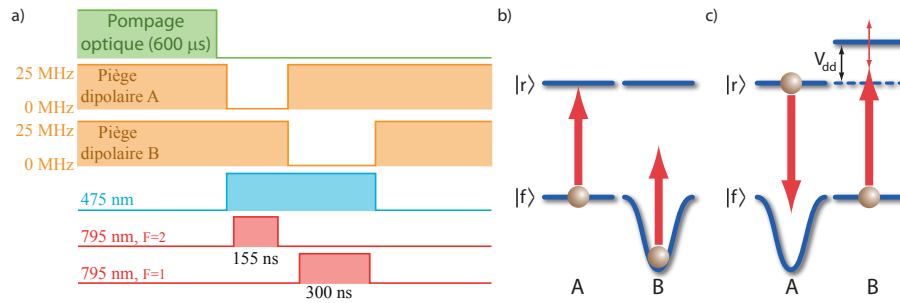 a)
Pompage
optique (600 µs)
25 MHz
Piège
dipolaire A
0 MHz
25 MHz
Piège
dipolaire B
0 MHz
475 nm
795 nm, F=2
155 ns
795 nm, F=1
300 ns
b)
|r⟩
|f⟩
A B
c)
Vdd
|r⟩
|f⟩
A B